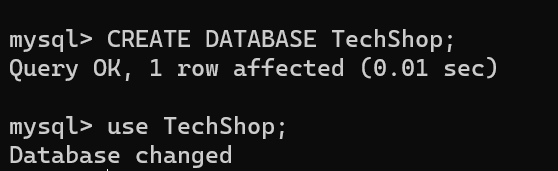 mysql> CREATE DATABASE TechShop;
Query OK, 1 row affected (0.01 sec)
mysql> use TechShop;
Database changed